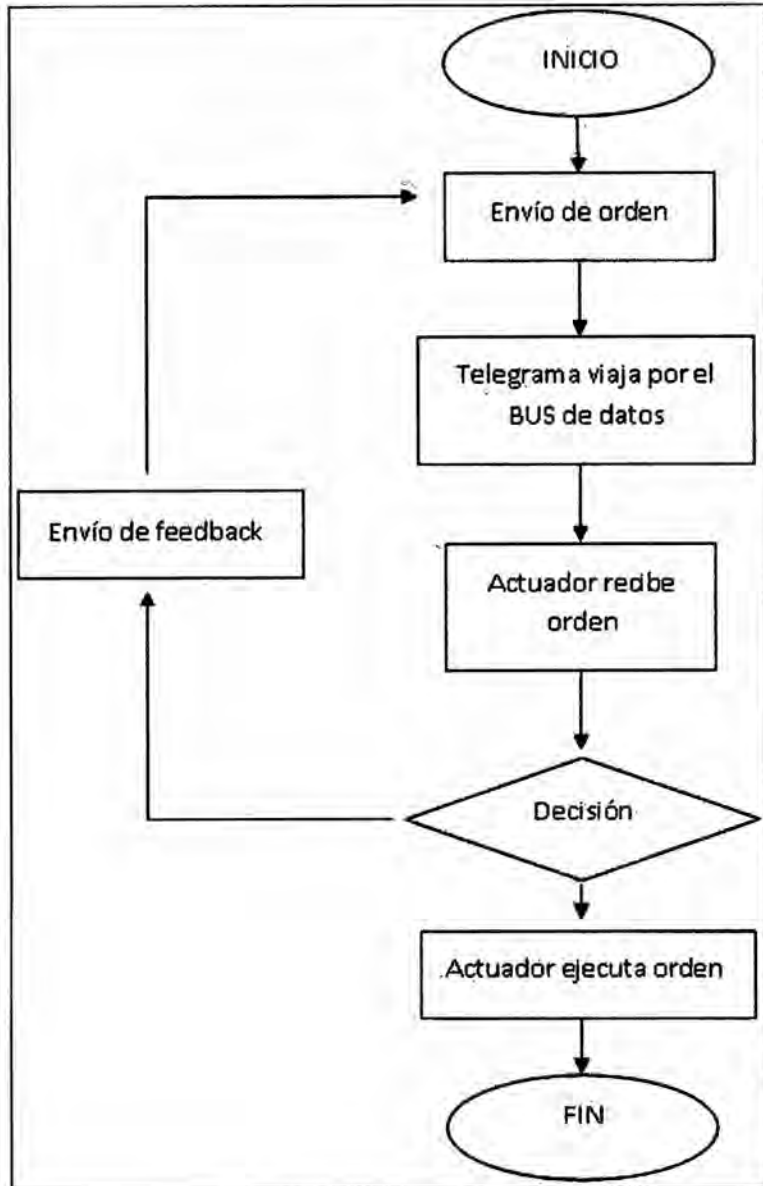 INICIO
Envío de orden
Telegrama viaja por el
BUS de datos
Actuador recibe
orden
Envío de feedback
Decisión
Actuador ejecuta orden
FIN